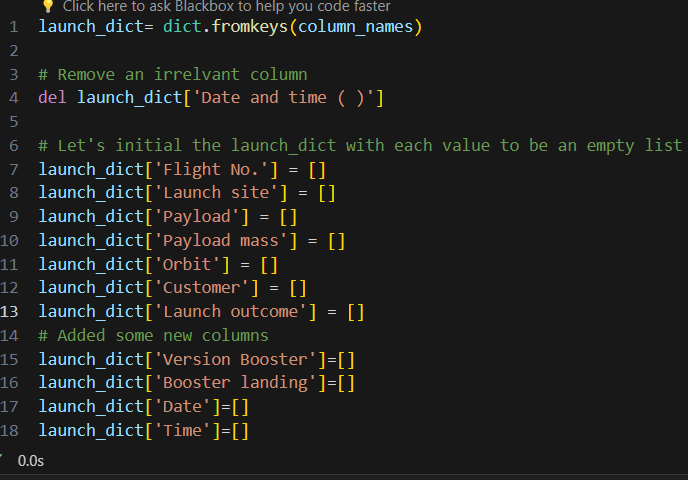 Click here to ask Blackbox to help you code faster
1 launch_dict= dict.fromkeys(column_names)
2
3 # Remove an irrelvant column
4 del launch_dict['Date and time ( )']
5
6 # Let's initial the launch_dict with each value to be an empty list
7 launch_dict['Flight No.'] = []
8 launch_dict['Launch site'] = []
9 launch_dict['Payload'] = []
10 launch_dict['Payload mass'] = []
11 launch_dict['Orbit'] = []
12 launch_dict['Customer'] = []
13 launch_dict['Launch outcome'] = []
14 # Added some new columns
15 launch_dict['Version Booster']=[]
16 launch_dict['Booster landing']=[]
17 launch_dict['Date']=[]
18 launch_dict['Time']=[]
0.0s